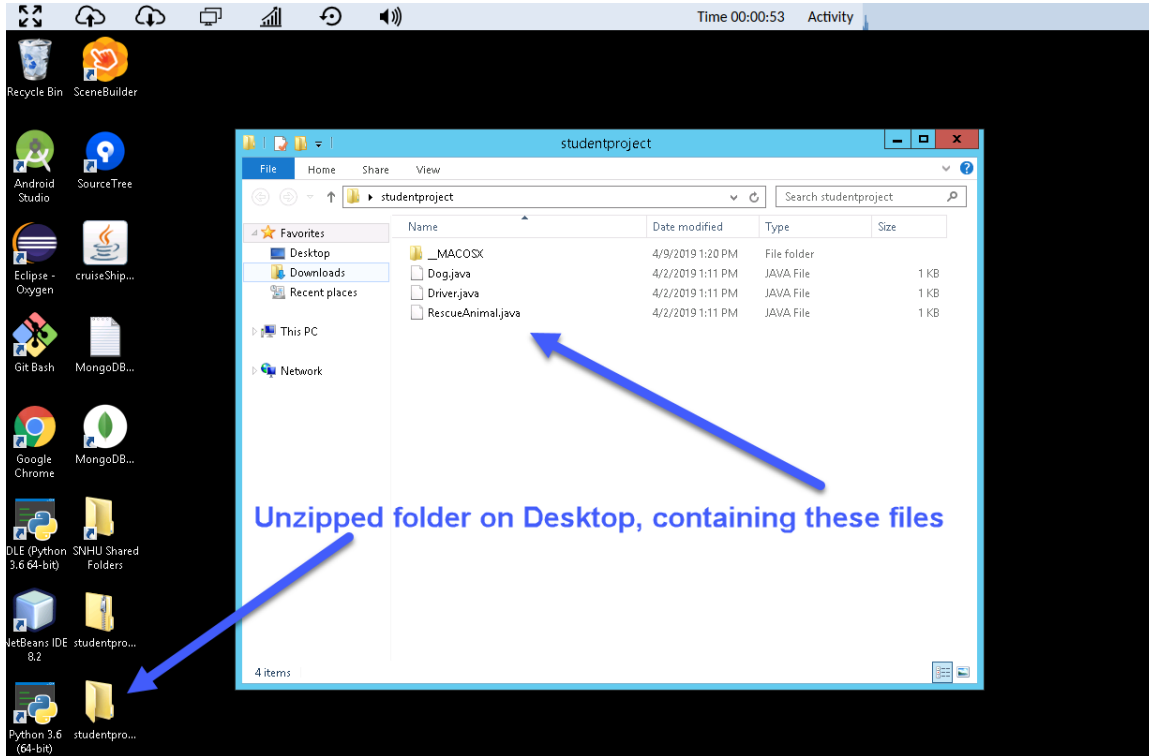 Time 00:00:53 Activity
Recycle Bin SceneBuilder
Android Studio
SourceTree
Eclipse - Oxygen
cruiseShip...
Git Bash MongoDB...
Google Chrome
MongoDB...
DLE (Python 3.6 64-bit)
SNHU Shared Folders
NetBeans IDE 8.2
studentpro...
Python 3.6 (64-bit)
studentpro...
studentproject
File Home Share View
studentproject
Search studentproject
Name Date modified Type Size
Favorites
Desktop
Downloads
Recent places
This PC
Network
__MACOSX 4/9/2019 1:20 PM File folder
Dog.java 4/2/2019 1:11 PM JAVA File 1 KB
Driver.java 4/2/2019 1:11 PM JAVA File 1 KB
RescueAnimal.java 4/2/2019 1:11 PM JAVA File 1 KB
Unzipped folder on Desktop, containing these files
4 items